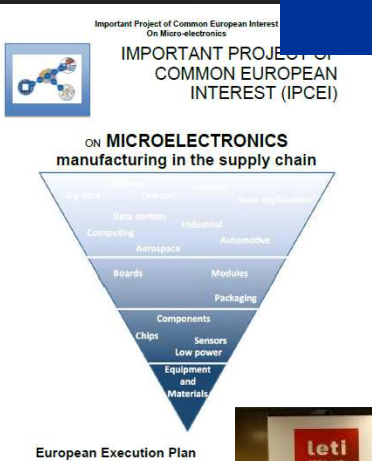 Important Project of Common European Interest
On Micro-electronics
IMPORTANT PROJECT OF
COMMON EUROPEAN
INTEREST (IPCEI)
ON MICROELECTRONICS
manufacturing in the supply chain
Big data
New applications
Data centers
Industrial
Computing
Automotive
Aerospace
Boards
Modules
Packaging
Components
Chips
Sensors
Low power
Equipment
and
Materials
European Execution Plan
leti